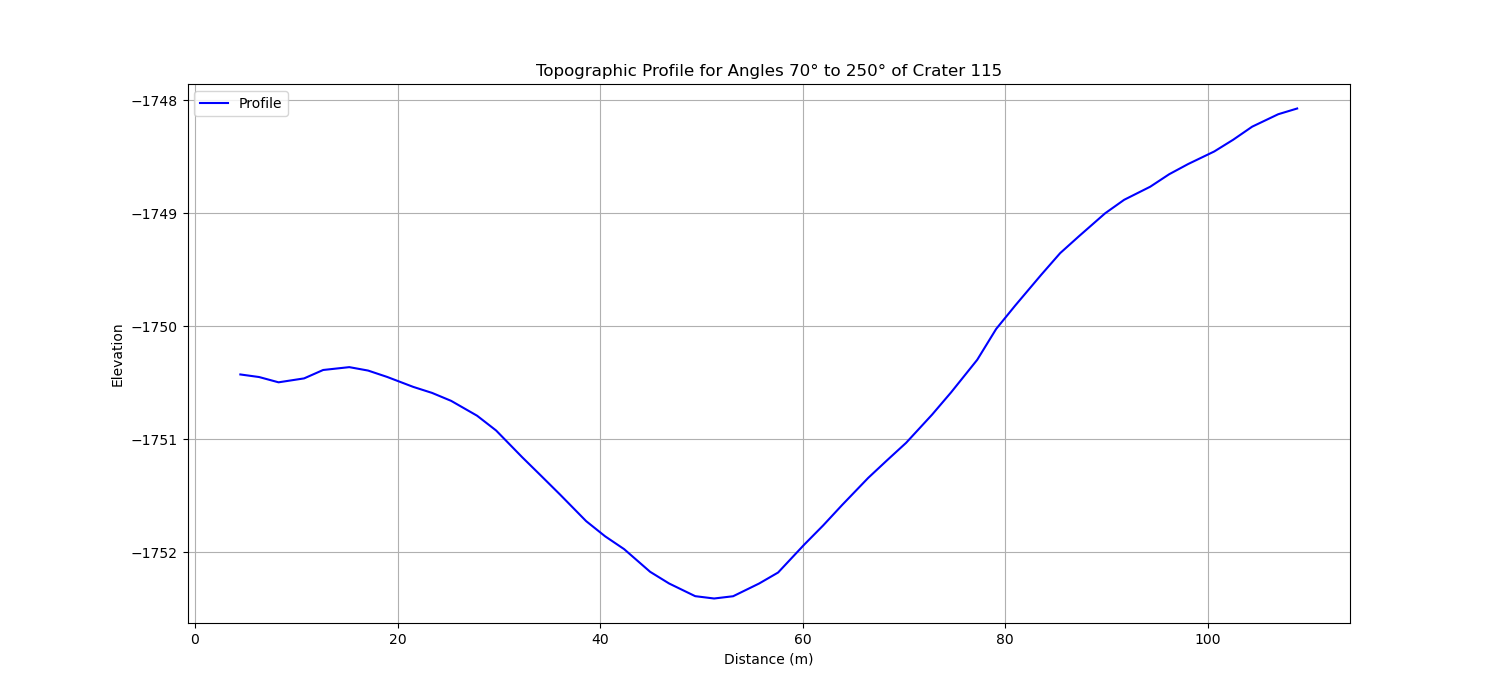 Topographic Profile for Angles 70° to 250° of Crater 115
Profile
−1748
−1749
−1750
−1751
−1752
Elevation
0 20 40 60 80 100
Distance (m)